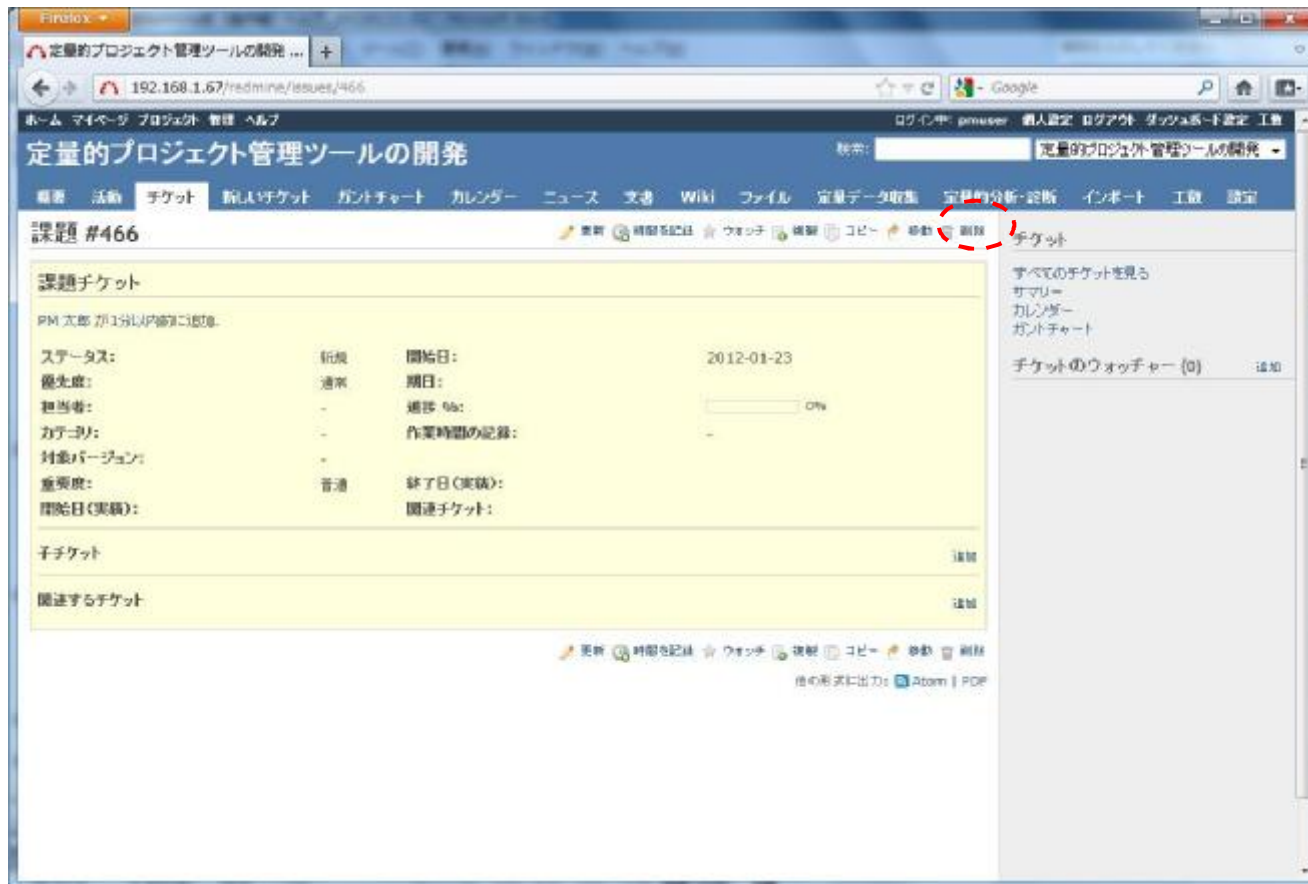 Firefox
定量的プロジェクト管理ツールの開発 ... +
192.168.1.67/redmine/issues/466
Google
ホーム マイページ プロジェクト 管理 ヘルプ
ログイン中: pmuser 個人設定 ログアウト ダッシュボード設定 工数
定量的プロジェクト管理ツールの開発
検索:
定量的プロジェクト管理ツールの開発
概要 活動 チケット 新しいチケット ガントチャート カレンダー ニュース 文書 Wiki ファイル 定量データ収集 定量的分析・診断 インポート 工数 設定
課題 #466
更新 時間を記録 ウォッチ 複製 コピー 移動 削除
課題チケット
PM 太郎 が1分以内前に追加.
ステータス: 新規 開始日: 2012-01-23
優先度: 通常 期日:
担当者: - 進捗 %: 0%
カテゴリ: - 作業時間の記録: -
対象バージョン: -
重要度: 普通 終了日(実績):
開始日(実績): 関連チケット:
子チケット 追加
関連するチケット 追加
更新 時間を記録 ウォッチ 複製 コピー 移動 削除
他の形式に出力: Atom | PDF
チケット
すべてのチケットを見る
サマリー
カレンダー
ガントチャート
チケットのウォッチャー (0) 追加